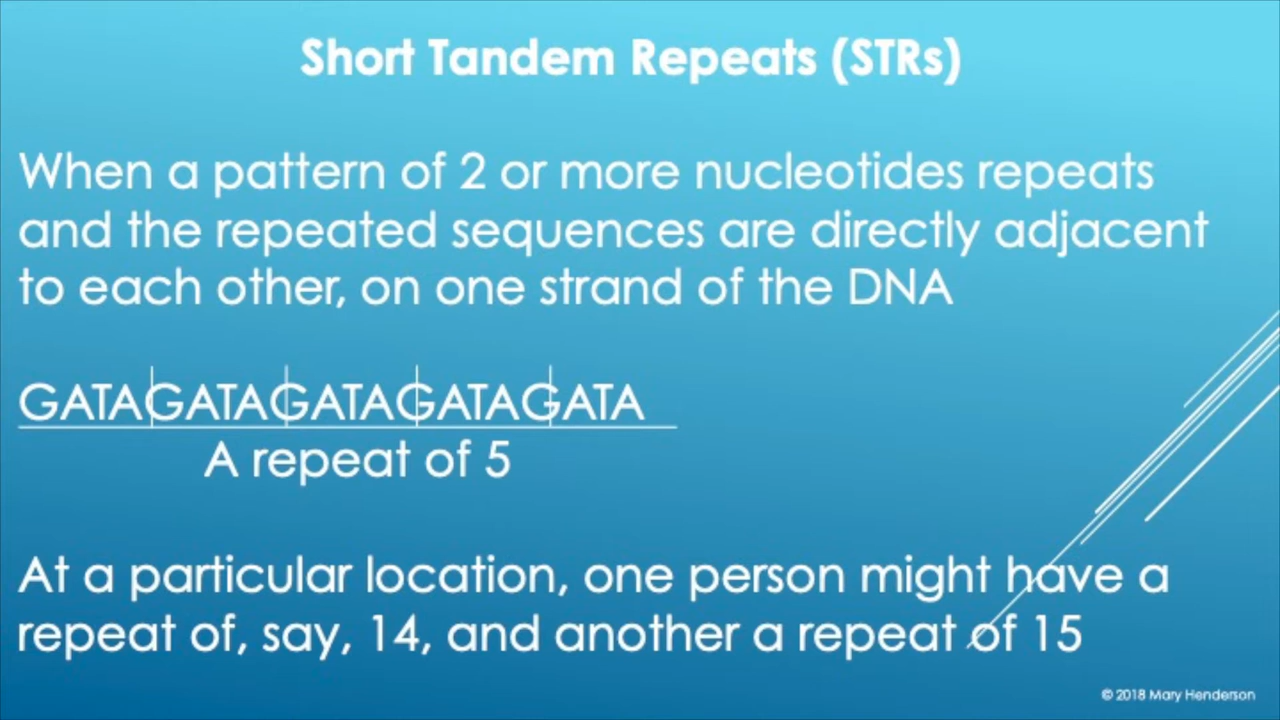 Short Tandem Repeats (STRs)
When a pattern of 2 or more nucleotides repeats
and the repeated sequences are directly adjacent
to each other, on one strand of the DNA
GATAGATAGATAGATAGATA
A repeat of 5
At a particular location, one person might have a
repeat of, say, 14, and another a repeat of 15
© 2018 Mary Henderson